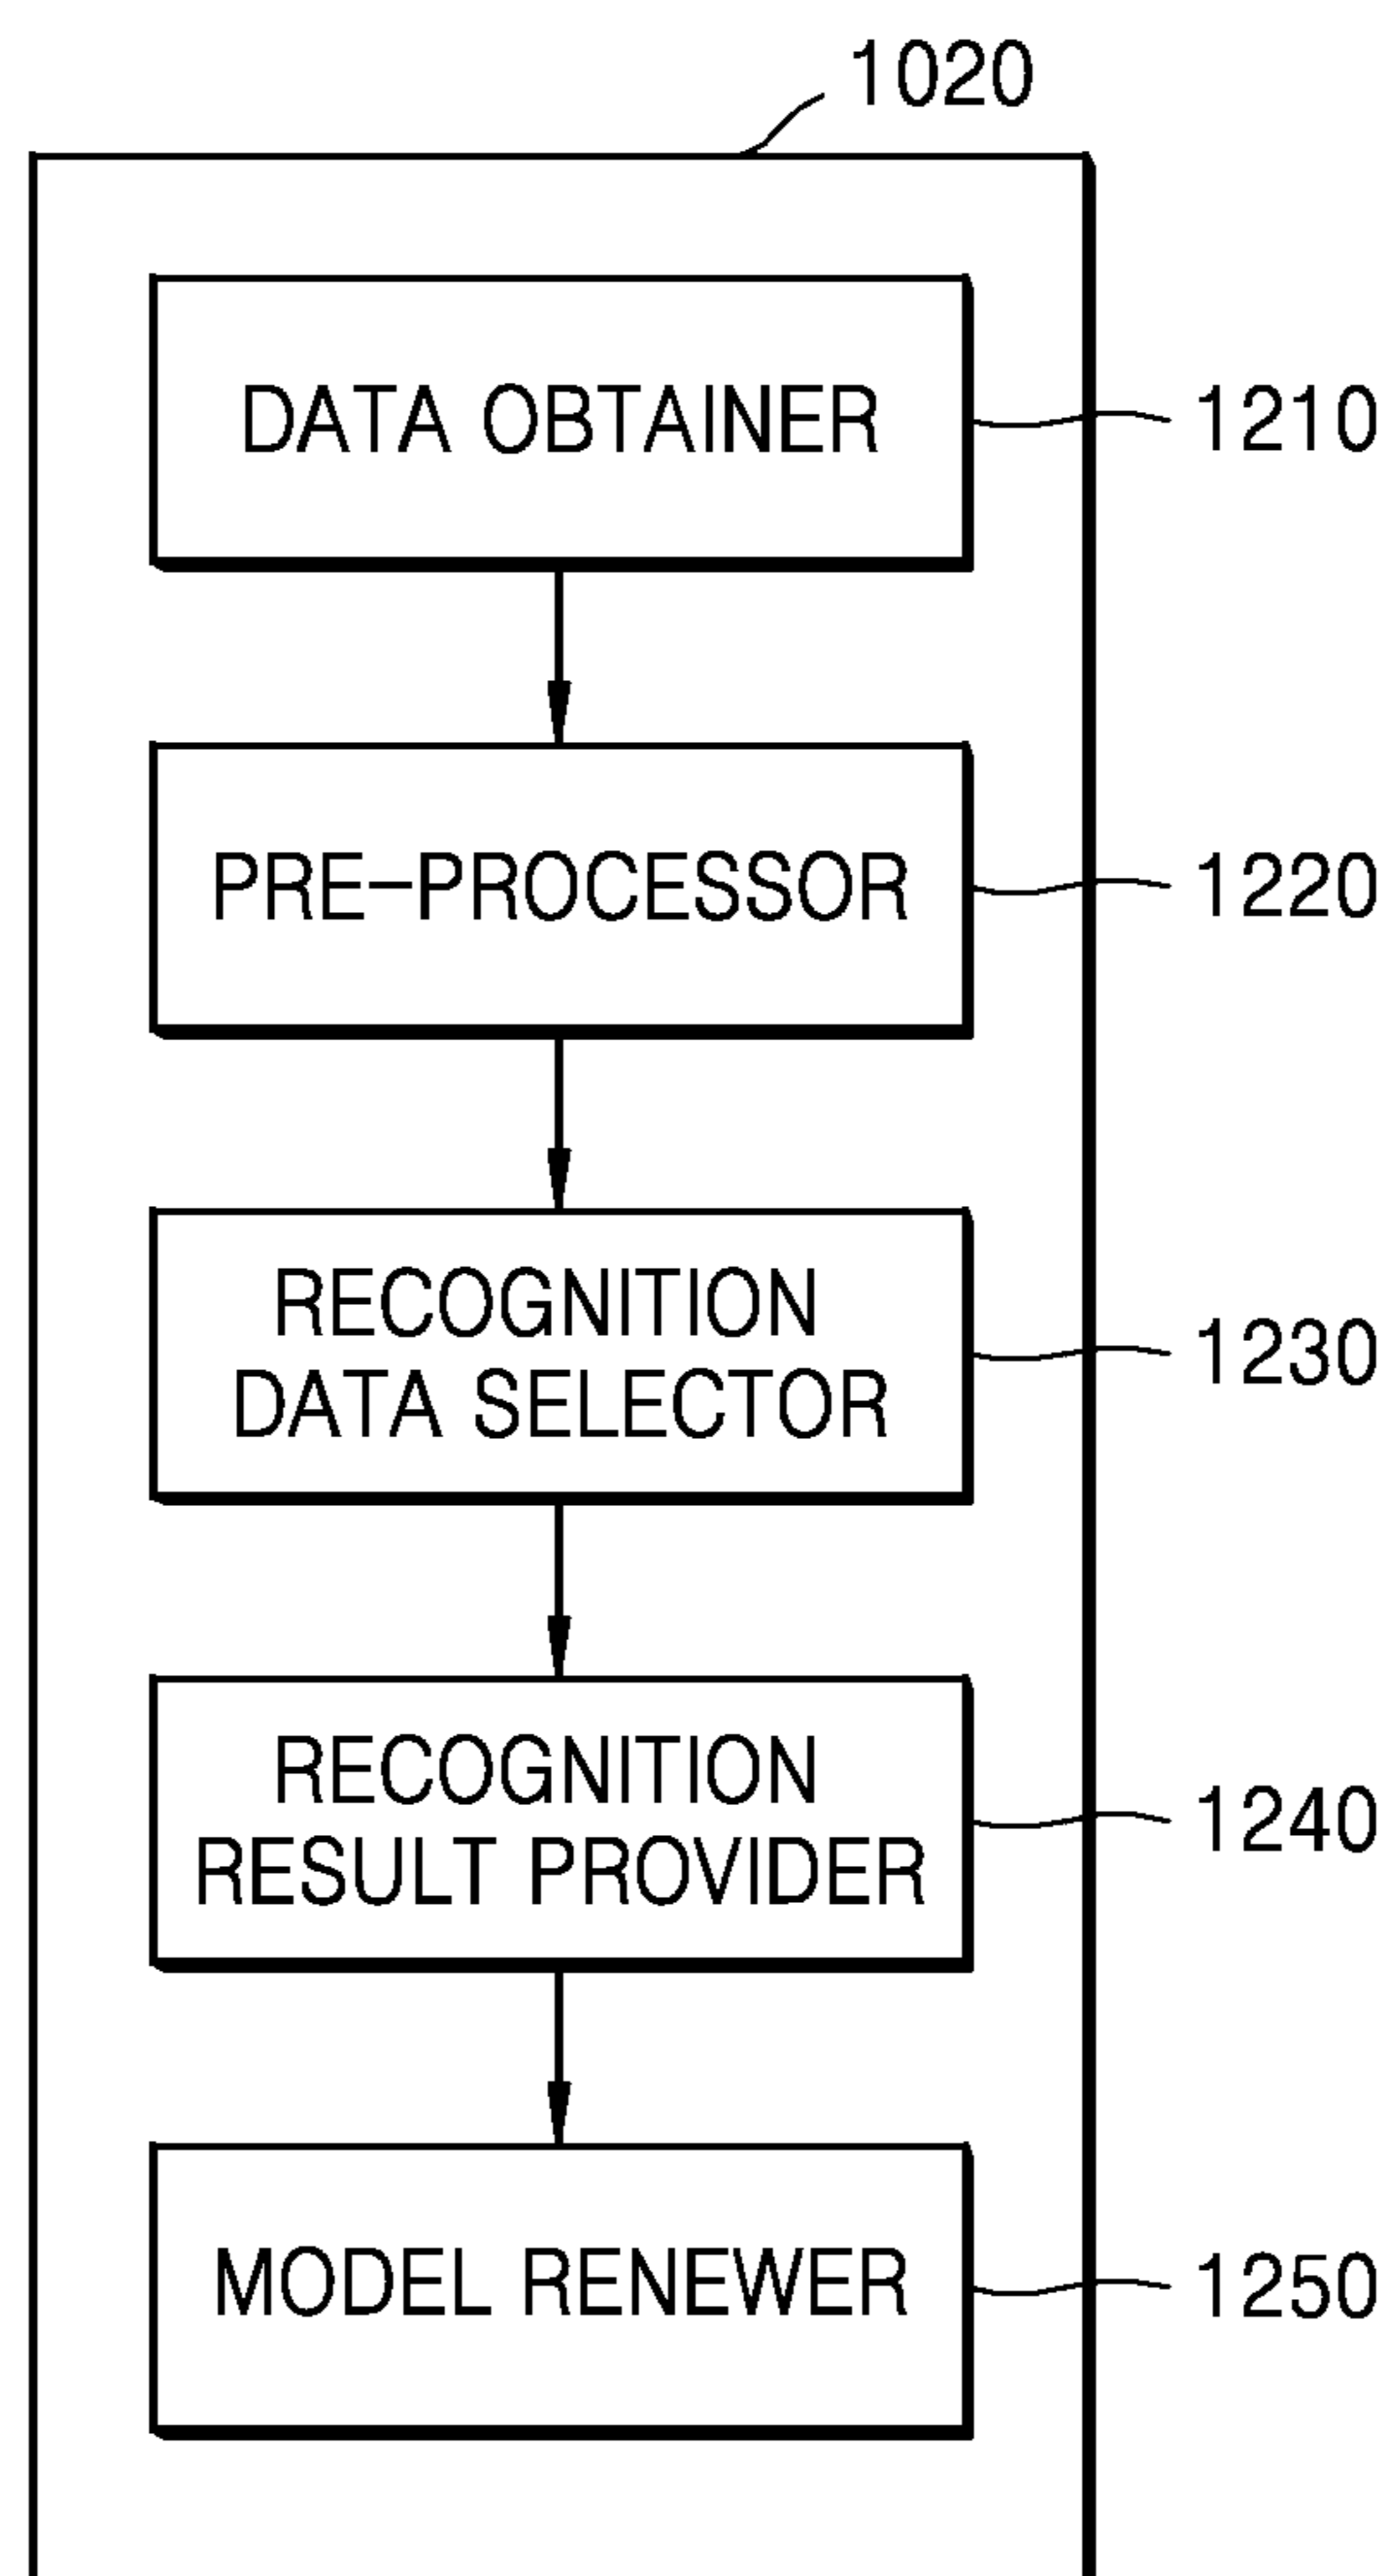 1020
DATA OBTAINER
1210
PRE-PROCESSOR
1220
RECOGNITION
DATA SELECTOR
1230
RECOGNITION
RESULT PROVIDER
1240
MODEL RENEWER
1250